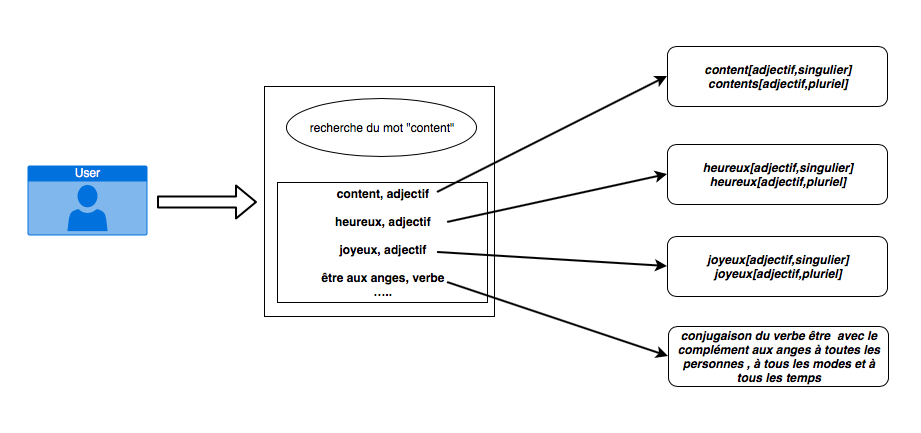 User
recherche du mot "content"
content, adjectif
heureux, adjectif
joyeux, adjectif
être aux anges, verbe
.....
content[adjectif,singulier]
contents[adjectif,pluriel]
heureux[adjectif,singulier]
heureux[adjectif,pluriel]
joyeux[adjectif,singulier]
joyeux[adjectif,pluriel]
conjugaison du verbe être  avec le
complément aux anges à toutes les
personnes , à tous les modes et à
tous les temps